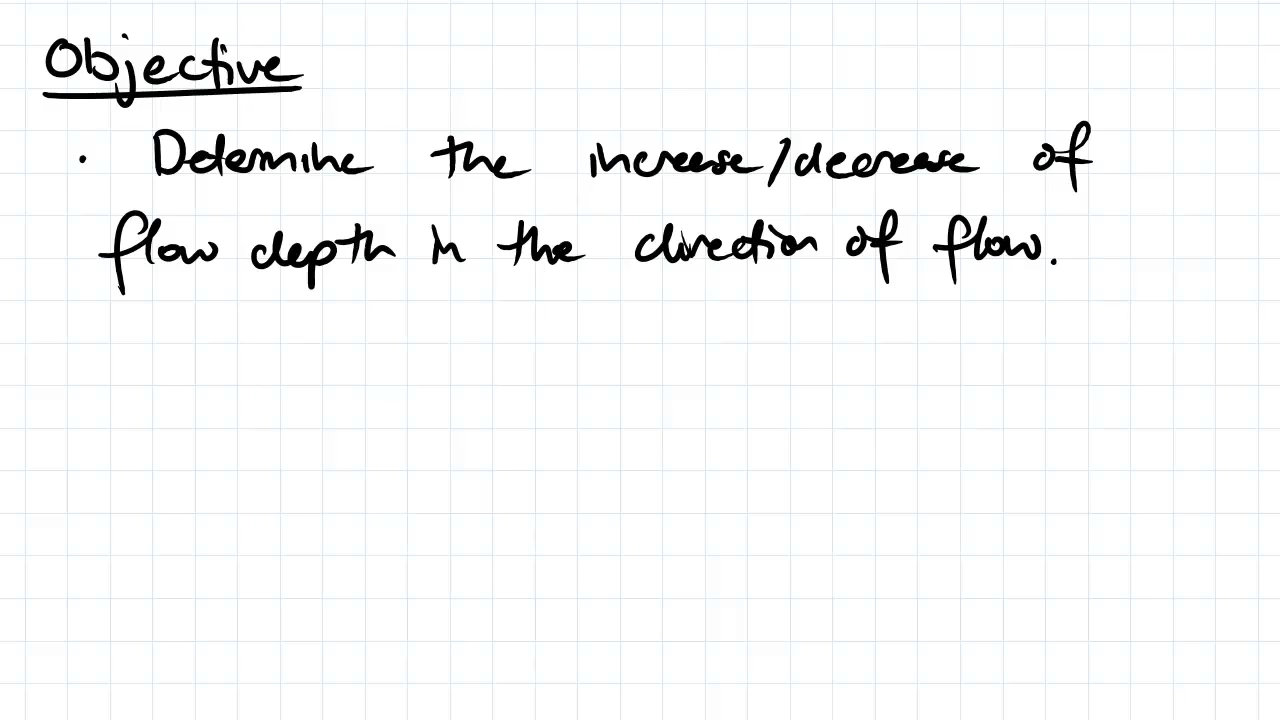 Objective
· Determine the increase/decrease of
flow depth in the direction of flow.